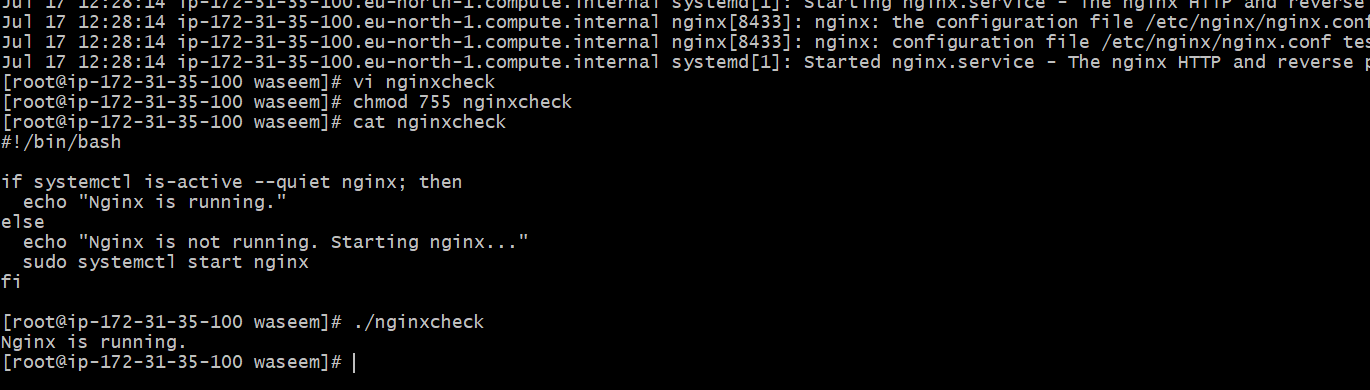 Jul 17 12:28:14 ip-172-31-35-100.eu-north-1.compute.internal systemd[1]: Starting nginx.service - The nginx HTTP and reverse
Jul 17 12:28:14 ip-172-31-35-100.eu-north-1.compute.internal nginx[8433]: nginx: the configuration file /etc/nginx/nginx.conf
Jul 17 12:28:14 ip-172-31-35-100.eu-north-1.compute.internal nginx[8433]: nginx: configuration file /etc/nginx/nginx.conf tes
Jul 17 12:28:14 ip-172-31-35-100.eu-north-1.compute.internal systemd[1]: Started nginx.service - The nginx HTTP and reverse p
[root@ip-172-31-35-100 waseem]# vi nginxcheck
[root@ip-172-31-35-100 waseem]# chmod 755 nginxcheck
[root@ip-172-31-35-100 waseem]# cat nginxcheck
#!/bin/bash

if systemctl is-active --quiet nginx; then
  echo "Nginx is running."
else
  echo "Nginx is not running. Starting nginx..."
  sudo systemctl start nginx
fi

[root@ip-172-31-35-100 waseem]# ./nginxcheck
Nginx is running.
[root@ip-172-31-35-100 waseem]#